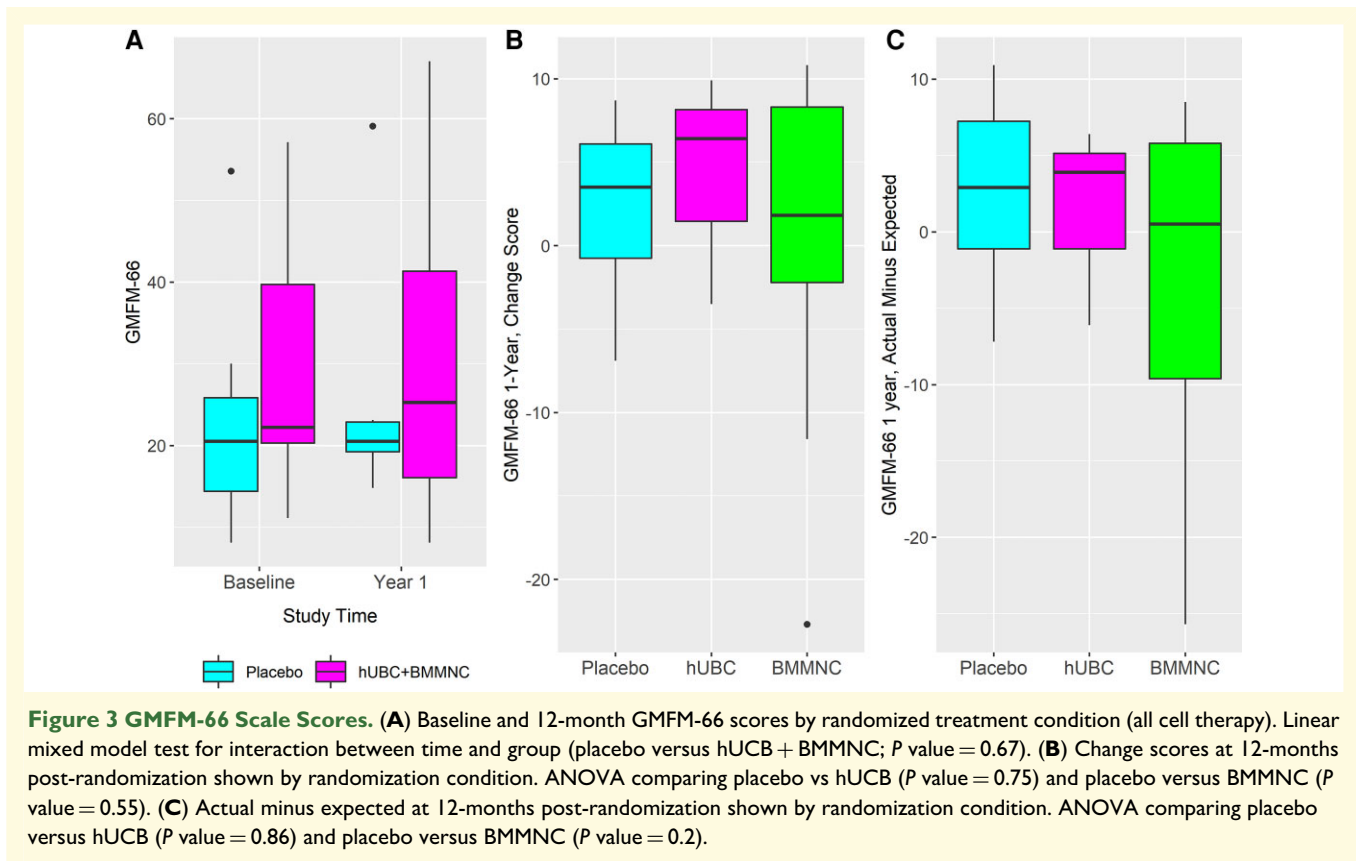 A
B
C
GMFM-66
60
40
20
Baseline
Year 1
Study Time
Placebo
hUBC+BMMNC
GMFM-66 1-Year, Change Score
10
0
-10
-20
Placebo
hUBC
BMMNC
GMFM-66 1 year, Actual Minus Expected
10
0
-10
-20
Placebo
hUBC
BMMNC
Figure 3 GMFM-66 Scale Scores. (A) Baseline and 12-month GMFM-66 scores by randomized treatment condition (all cell therapy). Linear
mixed model test for interaction between time and group (placebo versus hUCB + BMMNC; P value = 0.67). (B) Change scores at 12-months
post-randomization shown by randomization condition. ANOVA comparing placebo vs hUCB (P value = 0.75) and placebo versus BMMNC (P
value = 0.55). (C) Actual minus expected at 12-months post-randomization shown by randomization condition. ANOVA comparing placebo
versus hUCB (P value = 0.86) and placebo versus BMMNC (P value = 0.2).